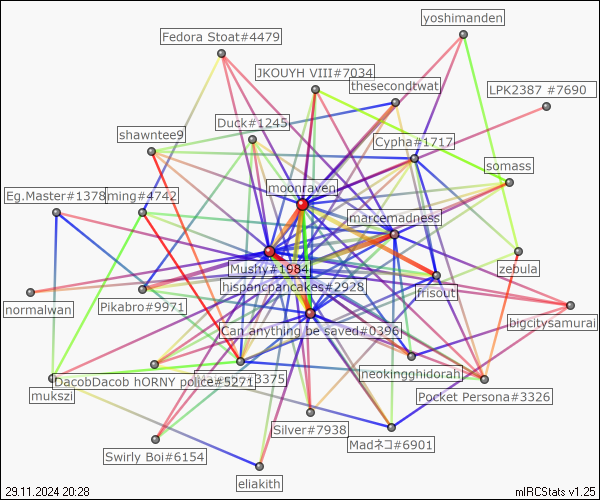 yoshimanden
Fedora Stoat#4479
JKOUYH VIII#7034
thesecondtwat
LPK2387 #7690
Duck#1245
shawntee9
Cypha#1717
somass
moonraven
Eg.Master#1378
ming#4742
marcemadness
Mushy#1984
zebula
hispancpancakes#2928
frisout
normalwan
Pikabro#9971
bigcitysamurai
Can anything be saved#0396
neokingghidorah
DacobDacob hORNY police#5271
3375
mukszi
Pocket Persona#3326
Silver#7938
Madネコ#6901
Swirly Boi#6154
eliakith
29.11.2024 20:28
mIRCStats v1.25